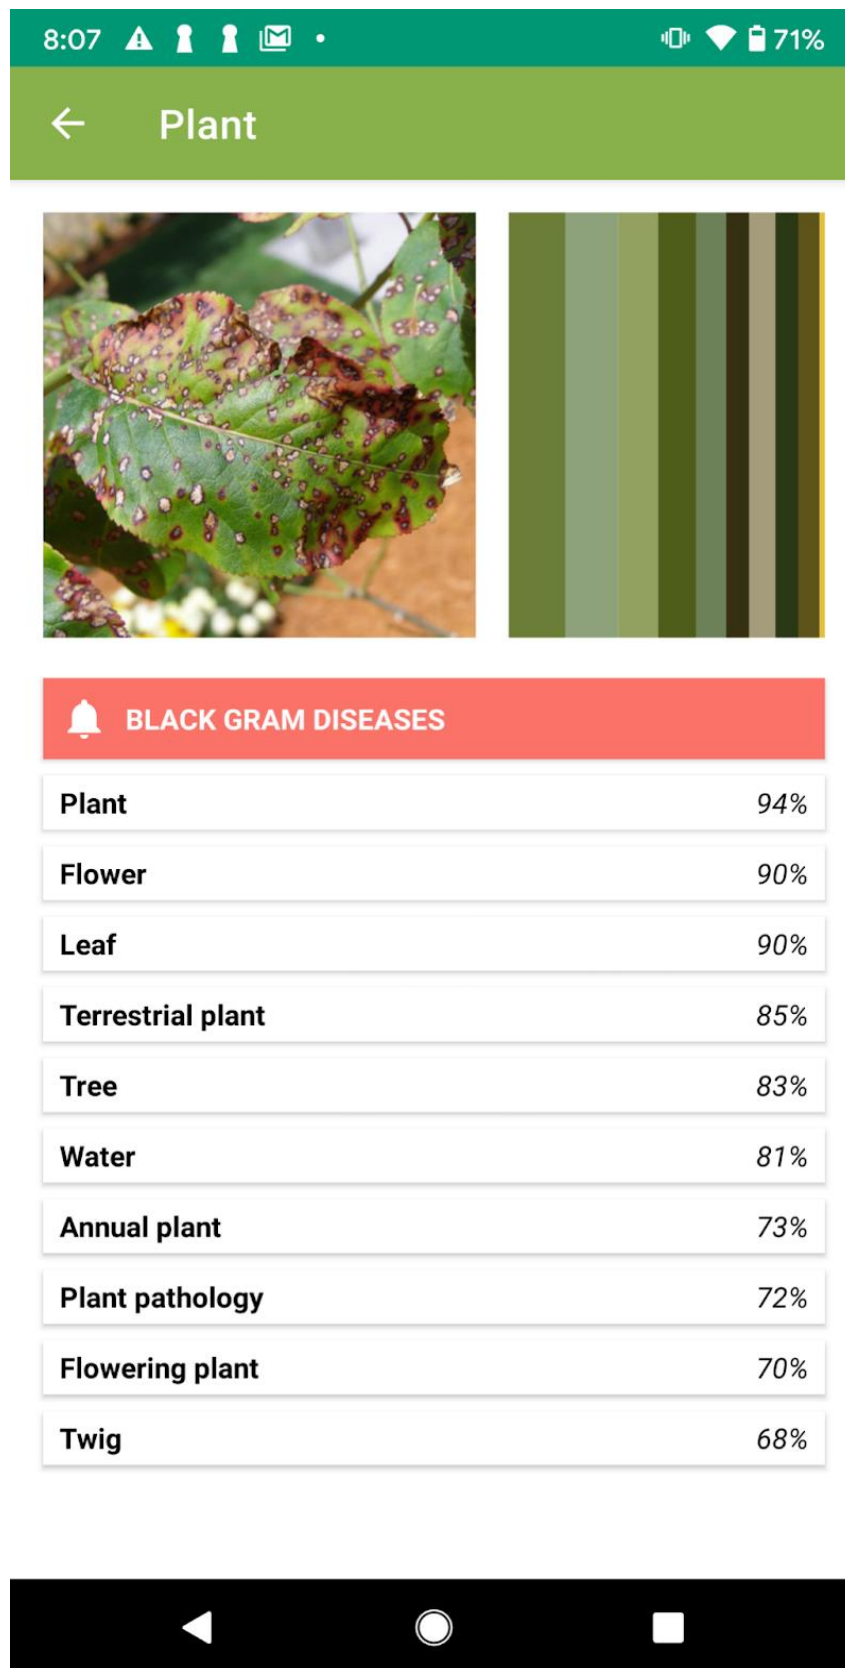 8:07
71%
Plant
BLACK GRAM DISEASES
Plant 94%
Flower 90%
Leaf 90%
Terrestrial plant 85%
Tree 83%
Water 81%
Annual plant 73%
Plant pathology 72%
Flowering plant 70%
Twig 68%